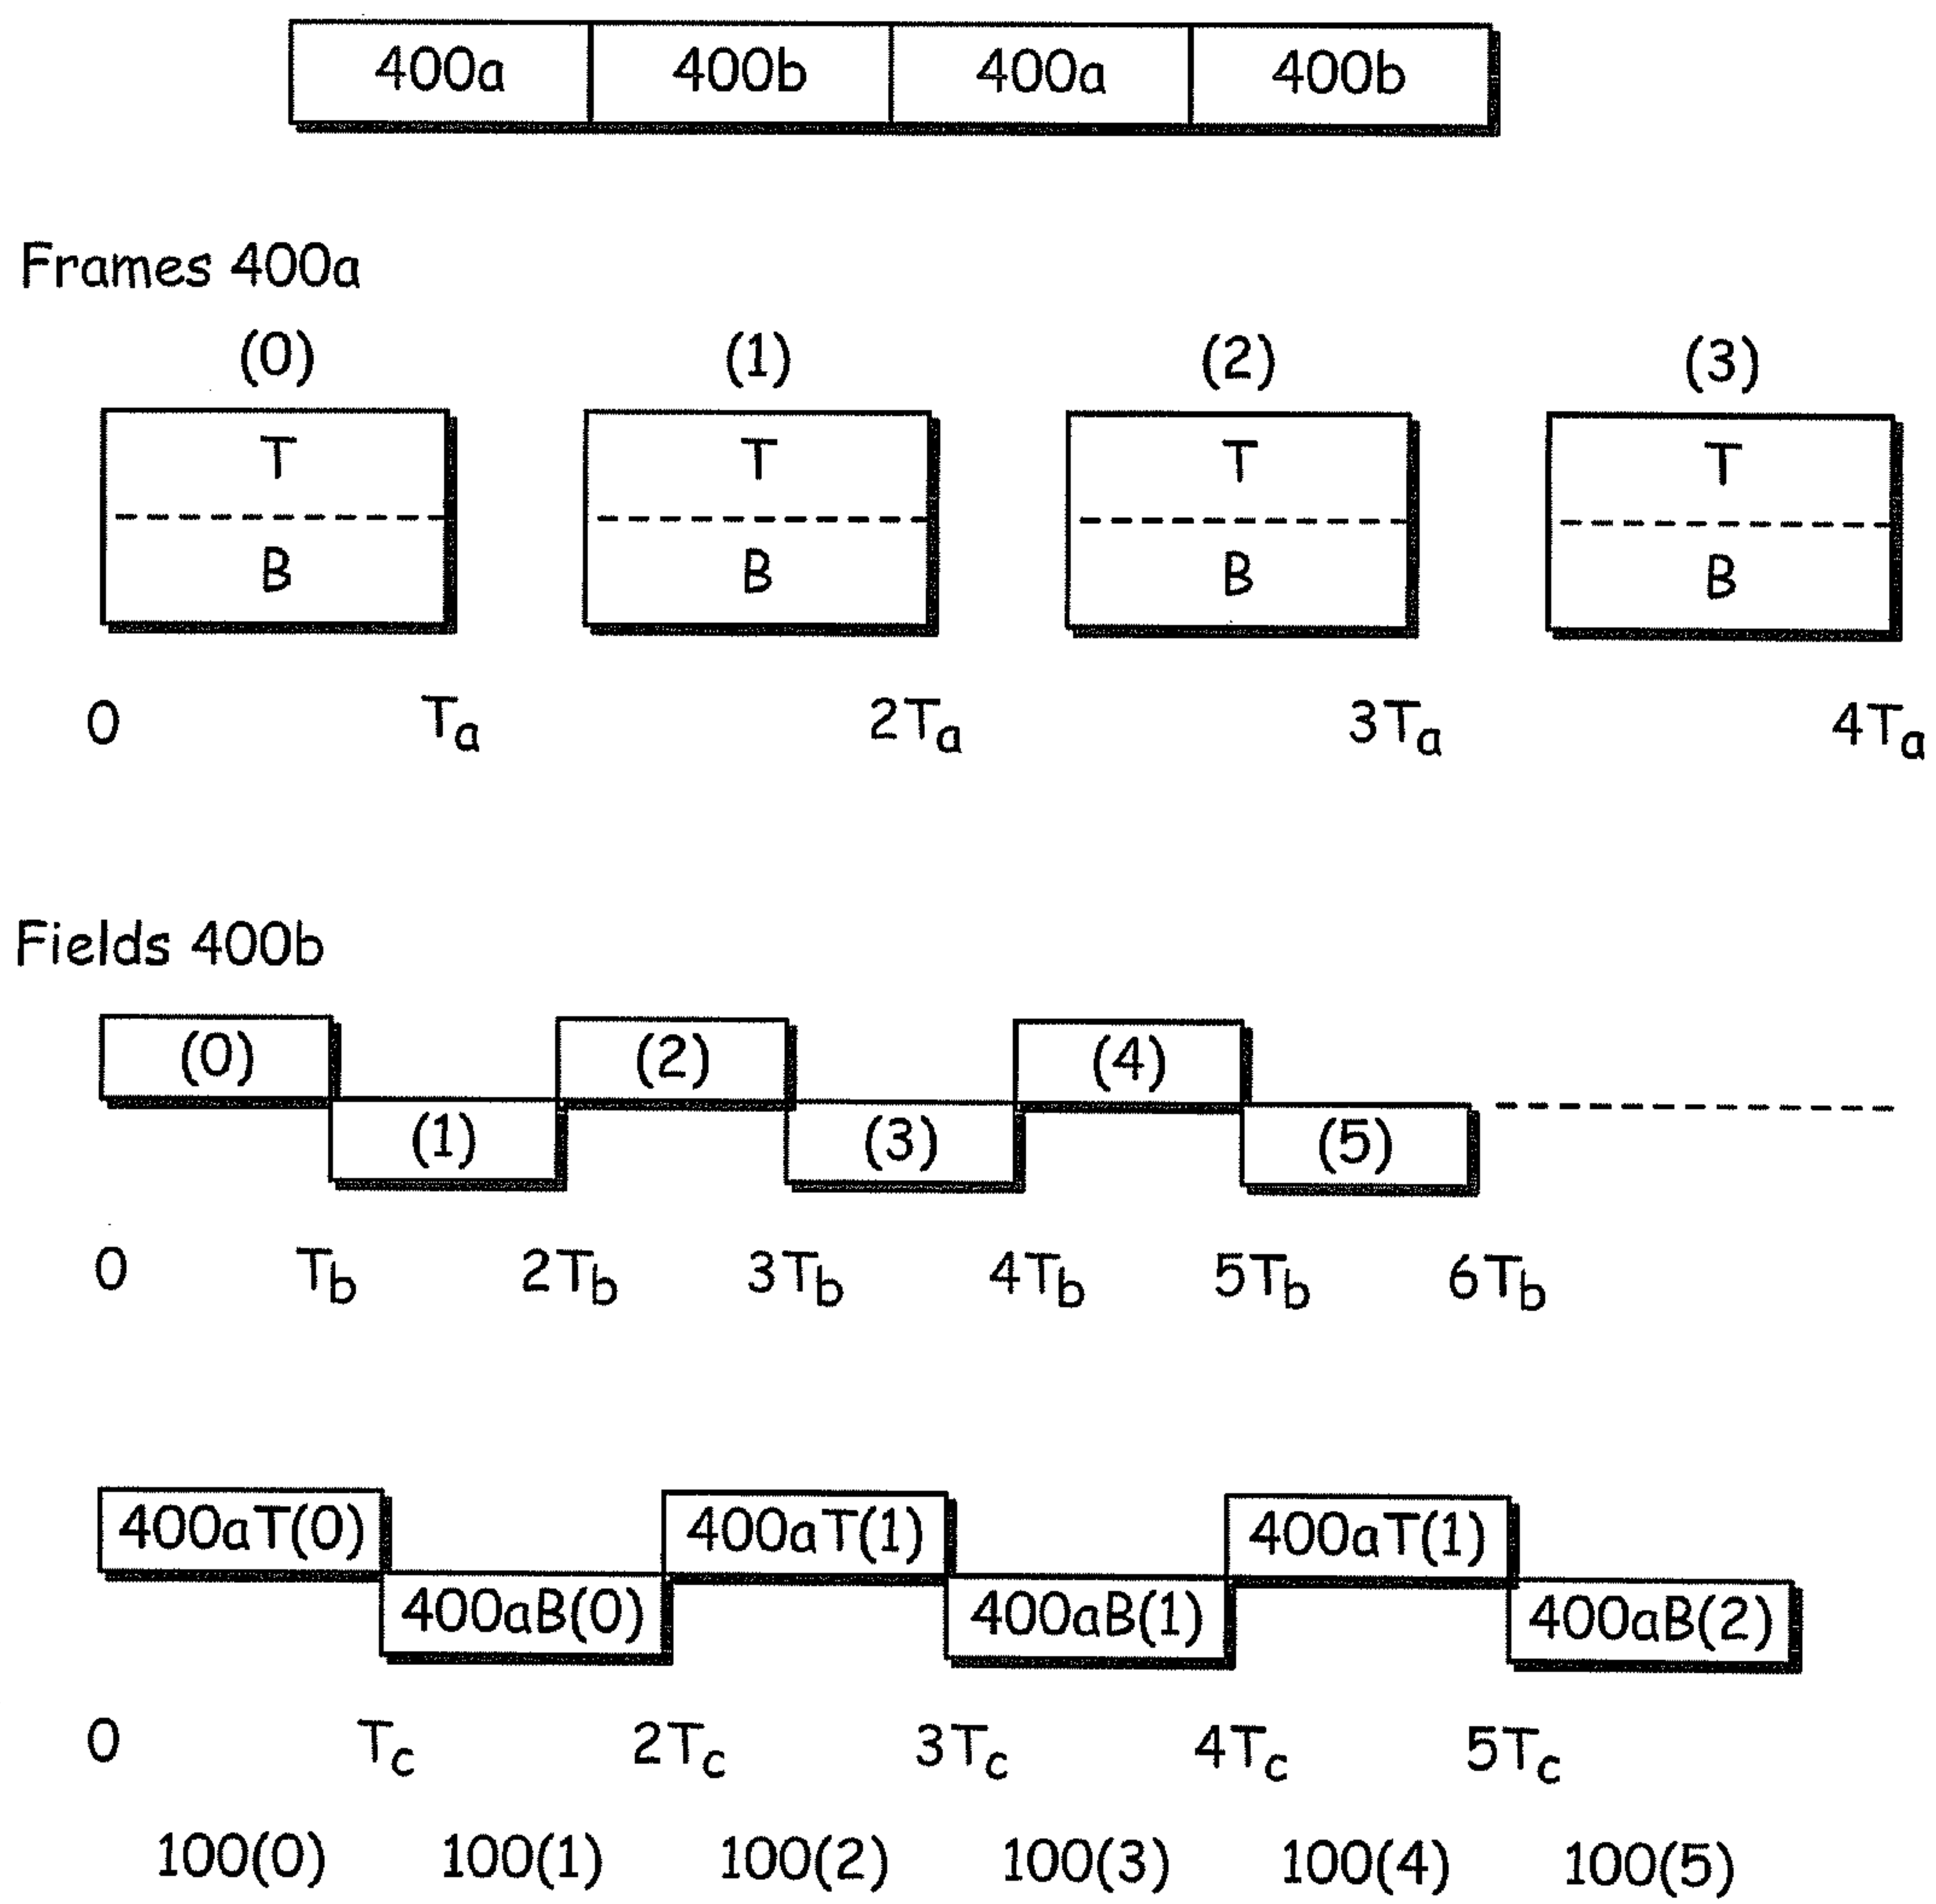 400a 400b 400a 400b
Frames 400a
(0) (1) (2) (3)
T T T T
B B B B
0 Ta 2Ta 3Ta 4Ta
Fields 400b
(0) (2) (4)
(1) (3) (5)
0 Tb 2Tb 3Tb 4Tb 5Tb 6Tb
400aT(0) 400aT(1) 400aT(1)
400aB(0) 400aB(1) 400aB(2)
0 Tc 2Tc 3Tc 4Tc 5Tc
100(0) 100(1) 100(2) 100(3) 100(4) 100(5)